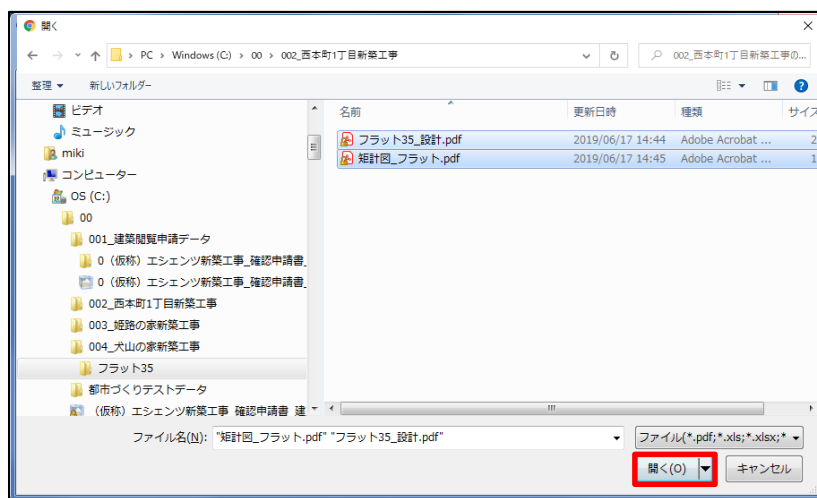 開く
PC › Windows (C:) › 00 › 002_西本町1丁目新築工事
002_西本町1丁目新築工事の...
整理 新しいフォルダー
ビデオ
ミュージック
miki
コンピューター
OS (C:)
00
001_建築閲覧申請データ
0（仮称）エシェンツ新築工事_確認申請書_
0（仮称）エシェンツ新築工事_確認申請書_
002_西本町1丁目新築工事
003_姫路の家新築工事
004_犬山の家新築工事
フラット35
都市づくりテストデータ
（仮称）エシェンツ新築工事 確認申請書 建
名前 更新日時 種類 サイズ
フラット35_設計.pdf 2019/06/17 14:44 Adobe Acrobat ... 2
矩計図_フラット.pdf 2019/06/17 14:45 Adobe Acrobat ... 1
ファイル名(N): "矩計図_フラット.pdf" "フラット35_設計.pdf" ファイル(*.pdf;*.xls;*.xlsx;*
開く(O) キャンセル